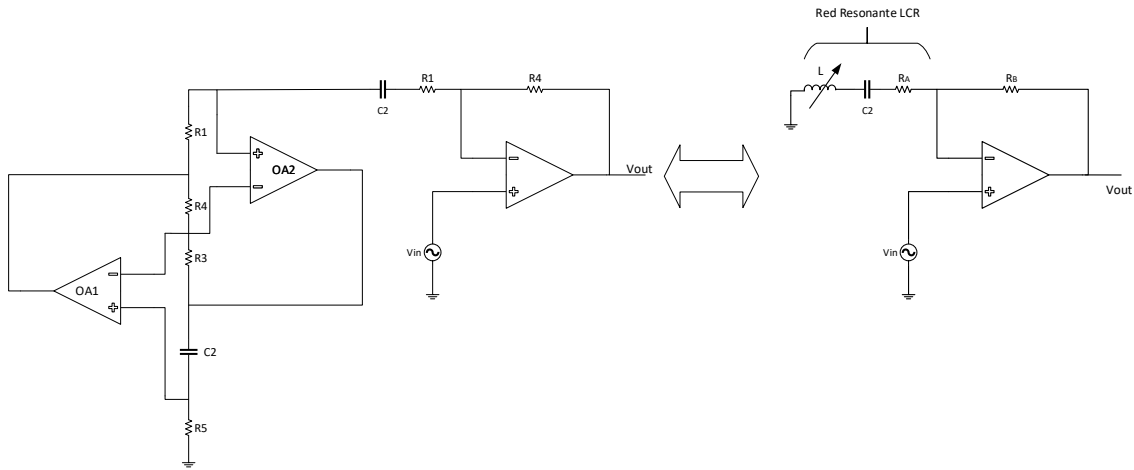 Red Resonante LCR
L
C2
RA
RB
Vout
Vin
C2
R1
R4
Vout
Vin
R1
OA2
R4
R3
OA1
C2
R5